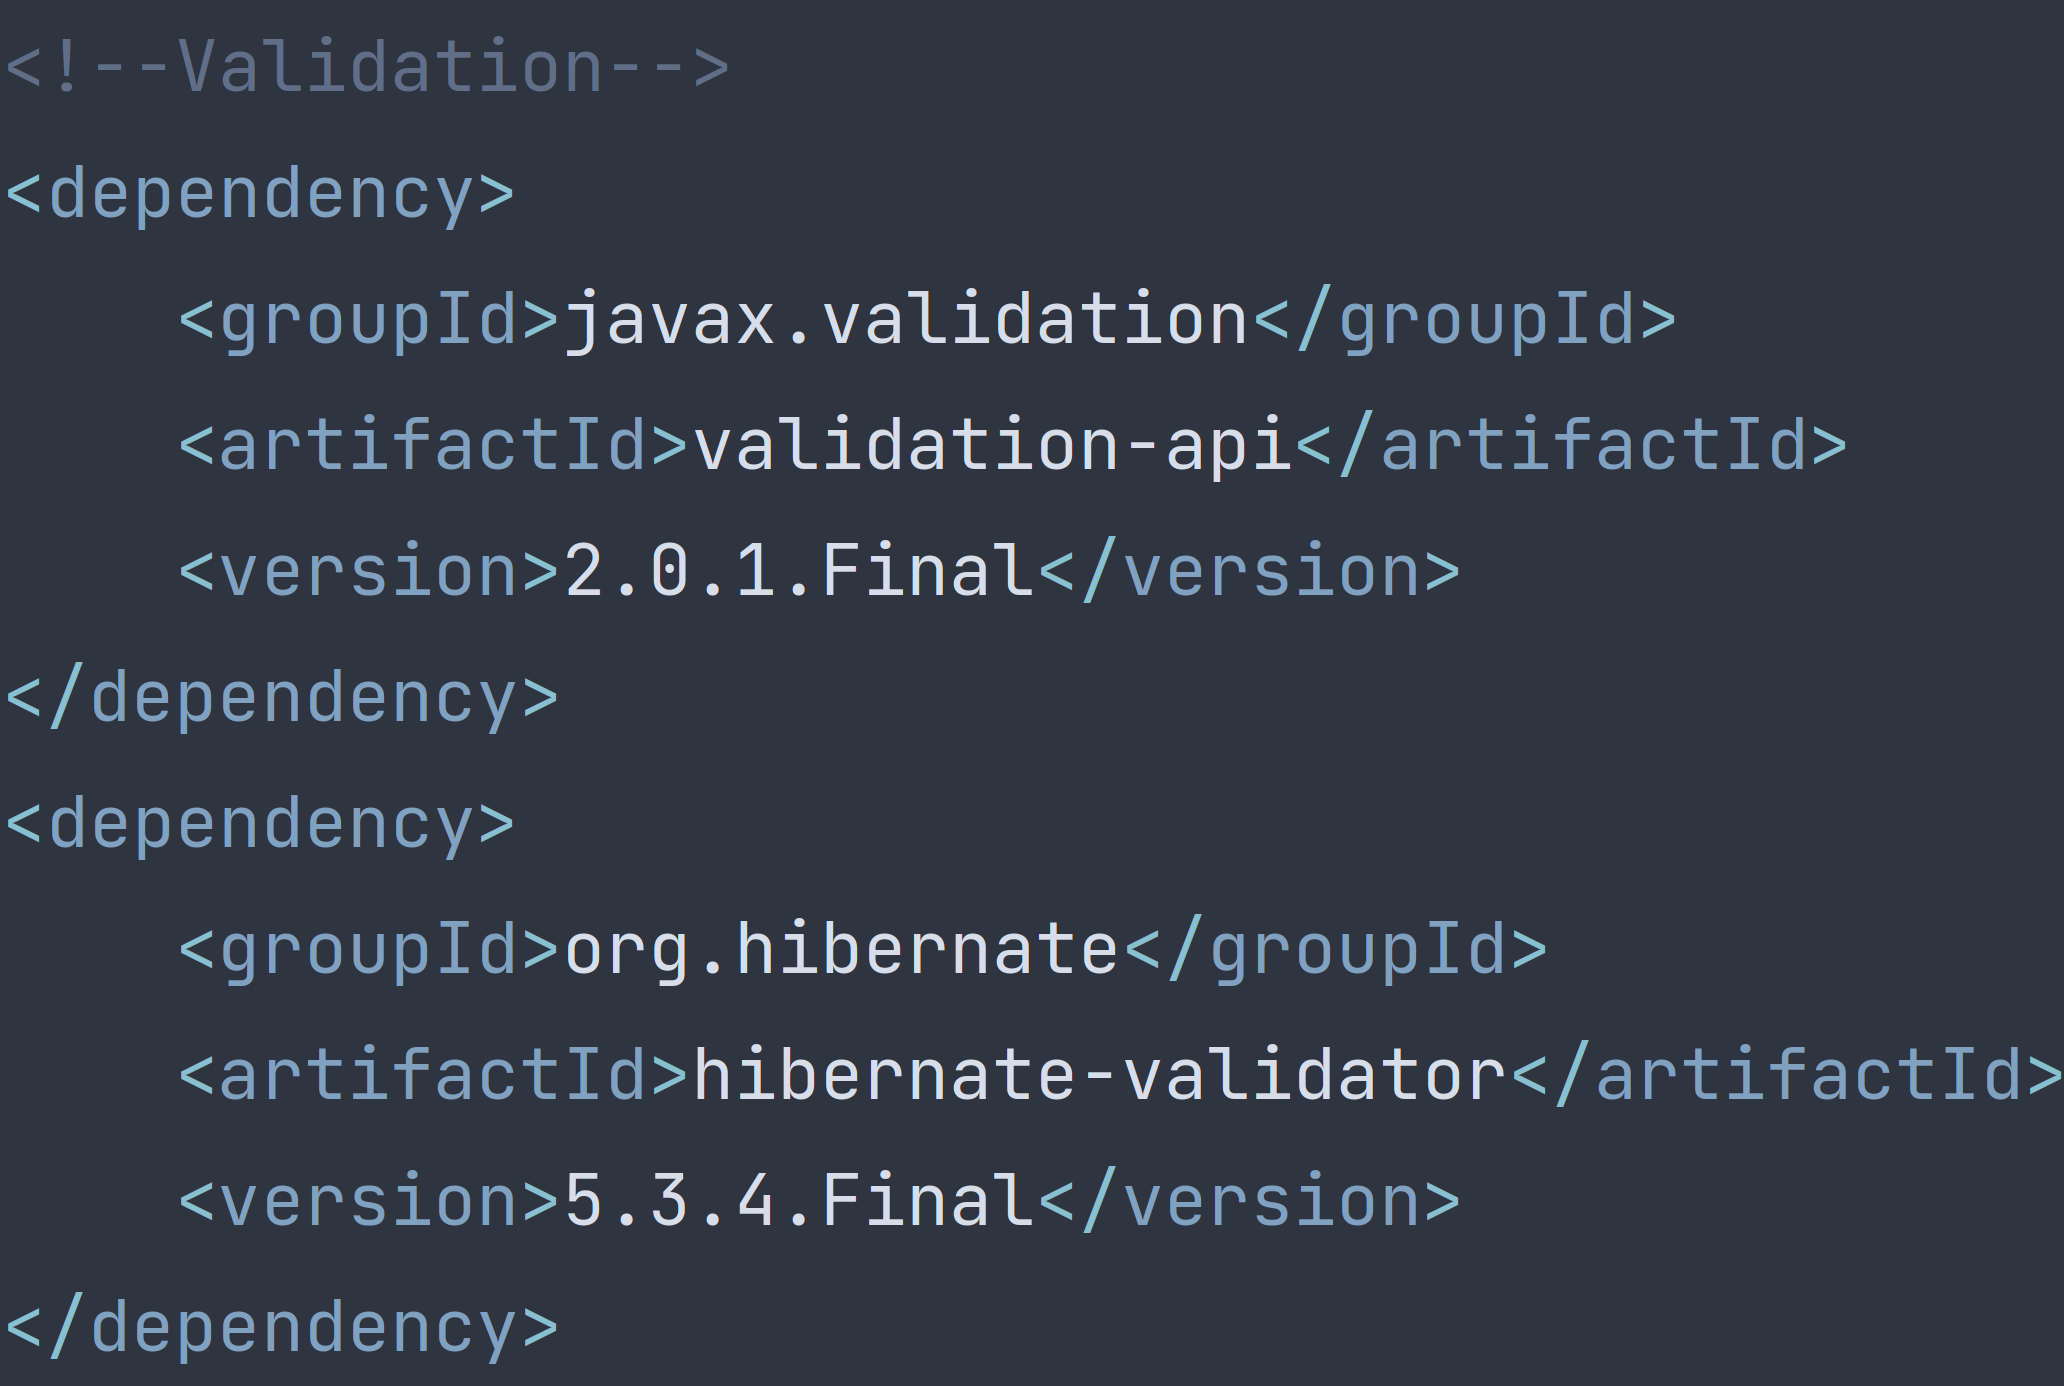 <!--Validation-->
<dependency>
    <groupId>javax.validation</groupId>
    <artifactId>validation-api</artifactId>
    <version>2.0.1.Final</version>
</dependency>
<dependency>
    <groupId>org.hibernate</groupId>
    <artifactId>hibernate-validator</artifactId>
    <version>5.3.4.Final</version>
</dependency>